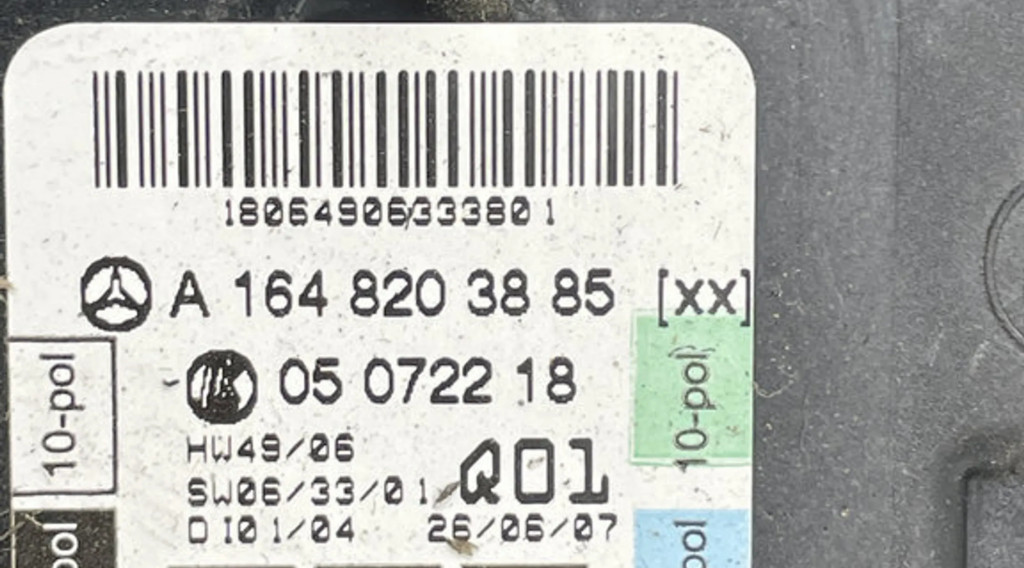 1806490633380 1
A 164 820 38 85 [xx]
05 0722 18
10-pol
10-pol
HW49/06
SW06/33/01
Q01
DI01/04 26/06/07
pol
pol